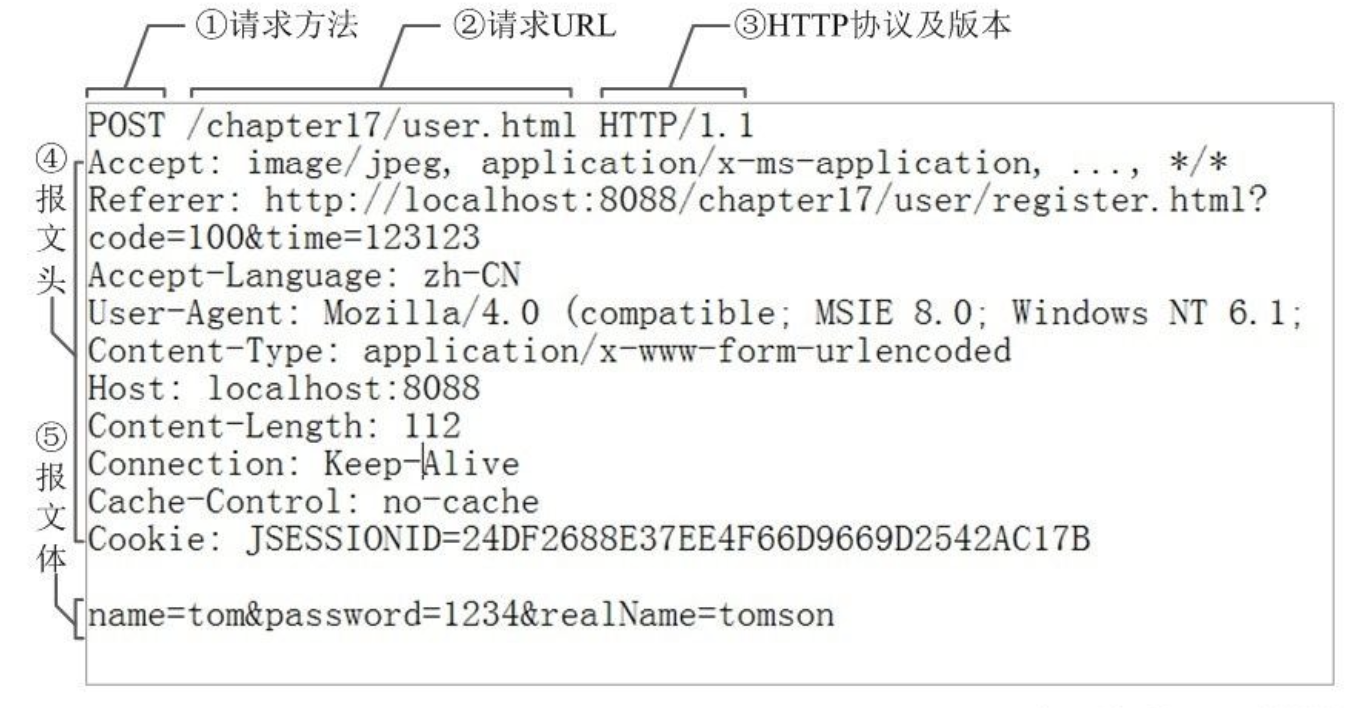 ①请求方法 ②请求URL ③HTTP协议及版本
POST /chapter17/user.html HTTP/1.1
④报文头
Accept: image/jpeg, application/x-ms-application, ..., */*
Referer: http://localhost:8088/chapter17/user/register.html?
code=100&time=123123
Accept-Language: zh-CN
User-Agent: Mozilla/4.0 (compatible; MSIE 8.0; Windows NT 6.1;
Content-Type: application/x-www-form-urlencoded
Host: localhost:8088
Content-Length: 112
Connection: Keep-Alive
Cache-Control: no-cache
Cookie: JSESSIONID=24DF2688E37EE4F66D9669D2542AC17B
⑤报文体
name=tom&password=1234&realName=tomson